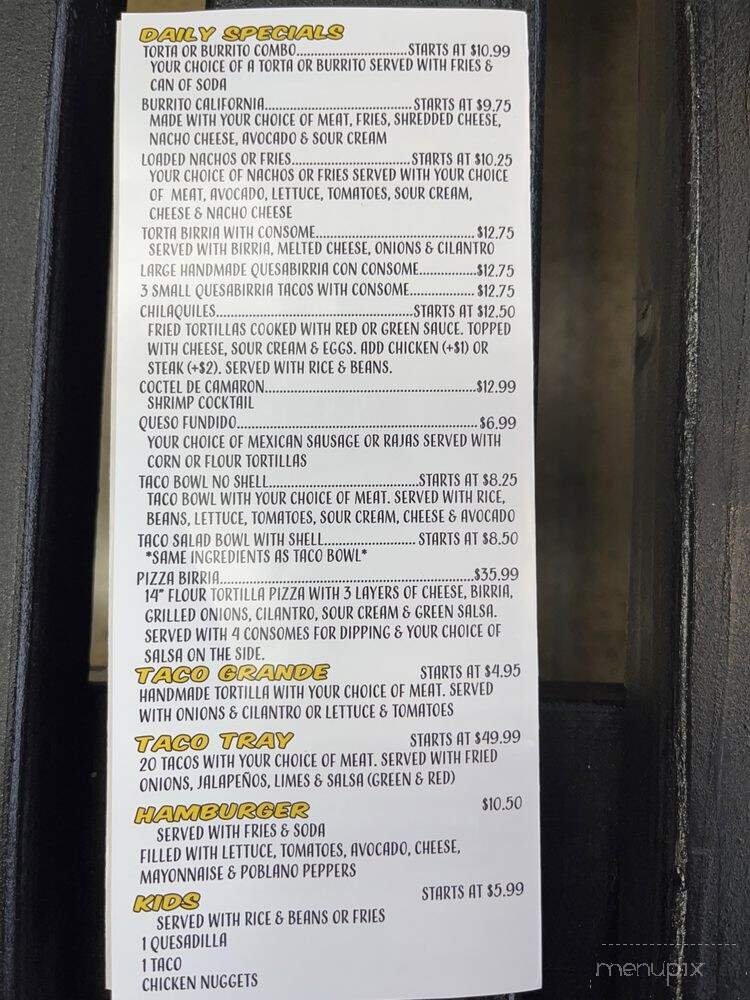 DAILY SPECIALS
TORTA OR BURRITO COMBO..........................STARTS AT $10.99
YOUR CHOICE OF A TORTA OR BURRITO SERVED WITH FRIES &
CAN OF SODA
BURRITO CALIFORNIA...................................STARTS AT $9.75
MADE WITH YOUR CHOICE OF MEAT, FRIES, SHREDDED CHEESE,
NACHO CHEESE, AVOCADO & SOUR CREAM
LOADED NACHOS OR FRIES............................STARTS AT $10.25
YOUR CHOICE OF NACHOS OR FRIES SERVED WITH YOUR CHOICE
OF MEAT, AVOCADO, LETTUCE, TOMATOES, SOUR CREAM,
CHEESE & NACHO CHEESE
TORTA BIRRIA WITH CONSOME......................................$12.75
SERVED WITH BIRRIA, MELTED CHEESE, ONIONS & CILANTRO
LARGE HANDMADE QUESABIRRIA CON CONSOME..............$12.75
3 SMALL QUESABIRRIA TACOS WITH CONSOME...............$12.75
CHILAQUILES...............................................STARTS AT $12.50
FRIED TORTILLAS COOKED WITH RED OR GREEN SAUCE. TOPPED
WITH CHEESE, SOUR CREAM & EGGS. ADD CHICKEN (+$1) OR
STEAK (+$2). SERVED WITH RICE & BEANS.
COCTEL DE CAMARON..................................................$12.99
SHRIMP COCKTAIL
QUESO FUNDIDO.........................................................$6.99
YOUR CHOICE OF MEXICAN SAUSAGE OR RAJAS SERVED WITH
CORN OR FLOUR TORTILLAS
TACO BOWL NO SHELL...................................STARTS AT $8.25
TACO BOWL WITH YOUR CHOICE OF MEAT. SERVED WITH RICE,
BEANS, LETTUCE, TOMATOES, SOUR CREAM, CHEESE & AVOCADO
TACO SALAD BOWL WITH SHELL......................STARTS AT $8.50
*SAME INGREDIENTS AS TACO BOWL*
PIZZA BIRRIA.............................................................$35.99
14" FLOUR TORTILLA PIZZA WITH 3 LAYERS OF CHEESE, BIRRIA,
GRILLED ONIONS, CILANTRO, SOUR CREAM & GREEN SALSA.
SERVED WITH 4 CONSOMES FOR DIPPING & YOUR CHOICE OF
SALSA ON THE SIDE.
TACO GRANDE STARTS AT $4.95
HANDMADE TORTILLA WITH YOUR CHOICE OF MEAT. SERVED
WITH ONIONS & CILANTRO OR LETTUCE & TOMATOES
TACO TRAY STARTS AT $49.99
20 TACOS WITH YOUR CHOICE OF MEAT. SERVED WITH FRIED
ONIONS, JALAPEÑOS, LIMES & SALSA (GREEN & RED)
HAMBURGER $10.50
SERVED WITH FRIES & SODA
FILLED WITH LETTUCE, TOMATOES, AVOCADO, CHEESE,
MAYONNAISE & POBLANO PEPPERS
KIDS STARTS AT $5.99
SERVED WITH RICE & BEANS OR FRIES
1 QUESADILLA
1 TACO
CHICKEN NUGGETS
menupix